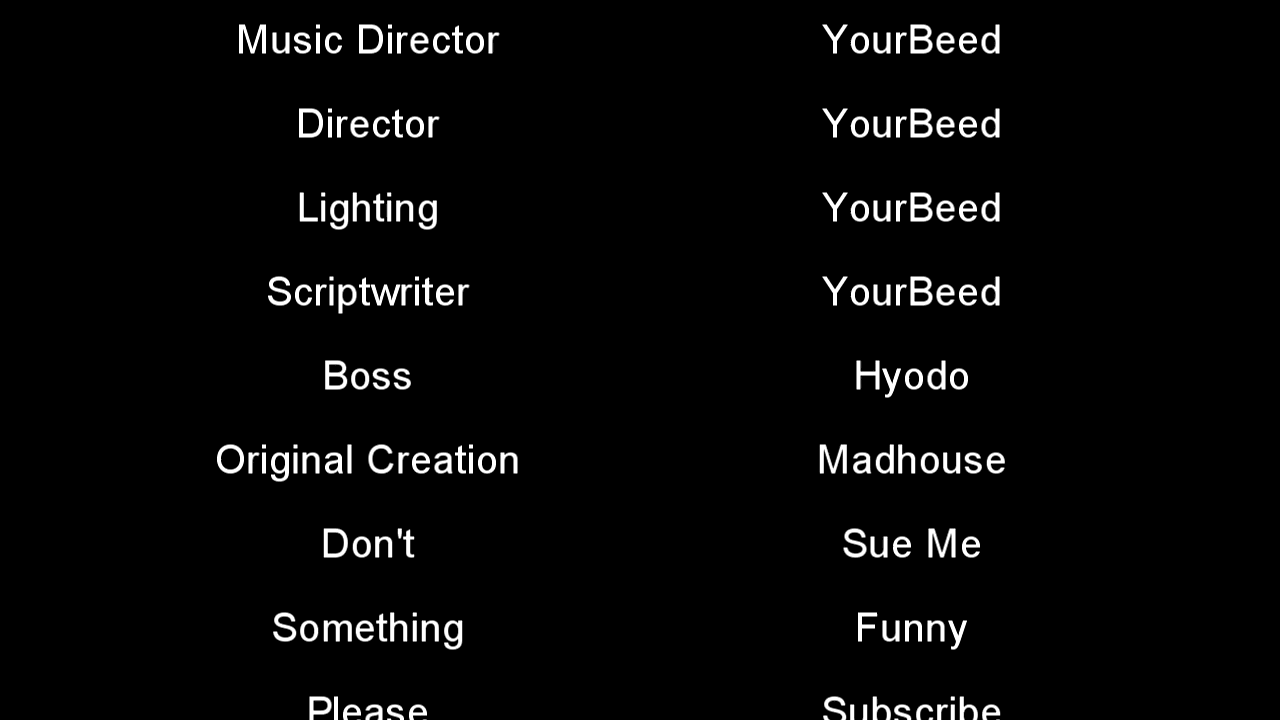 Music Director YourBeed
Director YourBeed
Lighting YourBeed
Scriptwriter YourBeed
Boss Hyodo
Original Creation Madhouse
Don't Sue Me
Something Funny
Please Subscribe